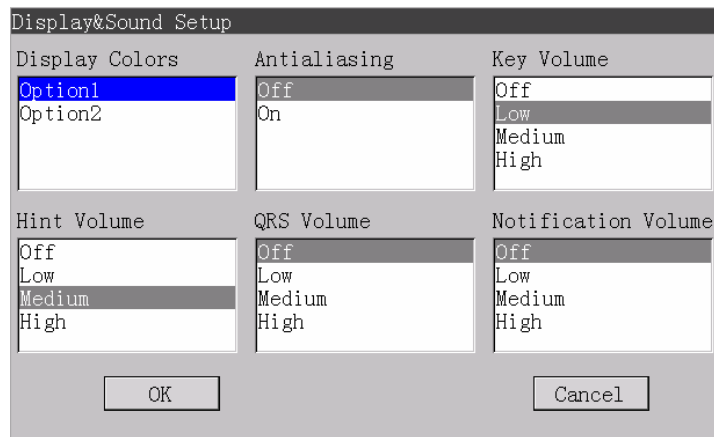 Display&Sound Setup
Display Colors
Option1
Option2
Antialiasing
Off
On
Key Volume
Off
Low
Medium
High
Hint Volume
Off
Low
Medium
High
QRS Volume
Off
Low
Medium
High
Notification Volume
Off
Low
Medium
High
OK
Cancel